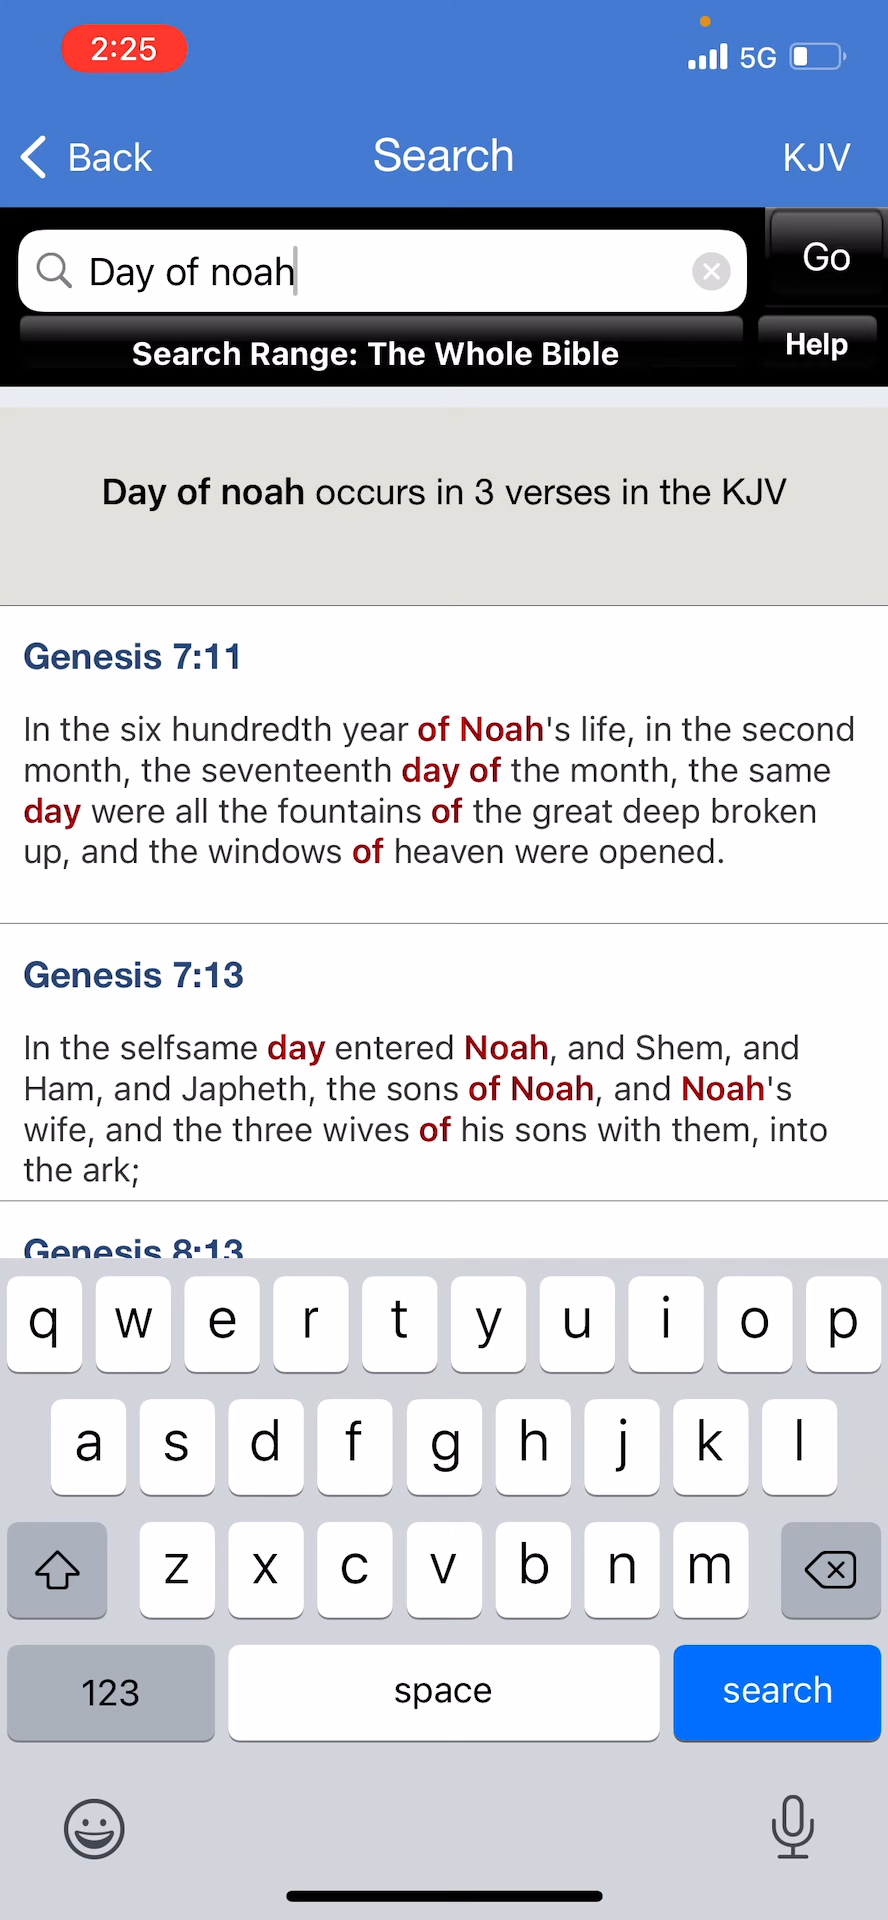 2:25
5G
Back
Search
KJV
Day of noah
Go
Search Range: The Whole Bible
Help
Day of noah occurs in 3 verses in the KJV
Genesis 7:11
In the six hundredth year of Noah's life, in the second
month, the seventeenth day of the month, the same
day were all the fountains of the great deep broken
up, and the windows of heaven were opened.
Genesis 7:13
In the selfsame day entered Noah, and Shem, and
Ham, and Japheth, the sons of Noah, and Noah's
wife, and the three wives of his sons with them, into
the ark;
Genesis 8:13
q w e r t y u i o p
a s d f g h j k l
z x c v b n m
123
space
search